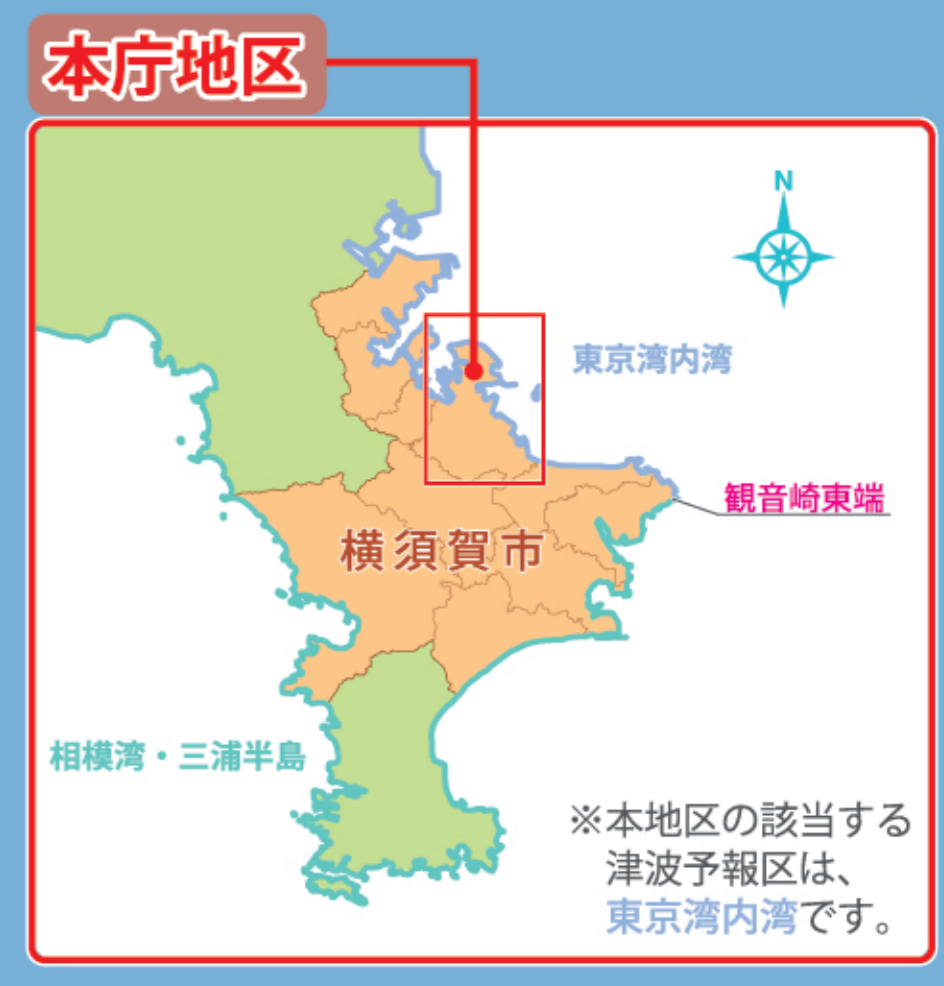 本庁地区
N
東京湾内湾
観音崎東端
横須賀市
相模湾・三浦半島
※本地区の該当する
津波予報区は、
東京湾内湾です。